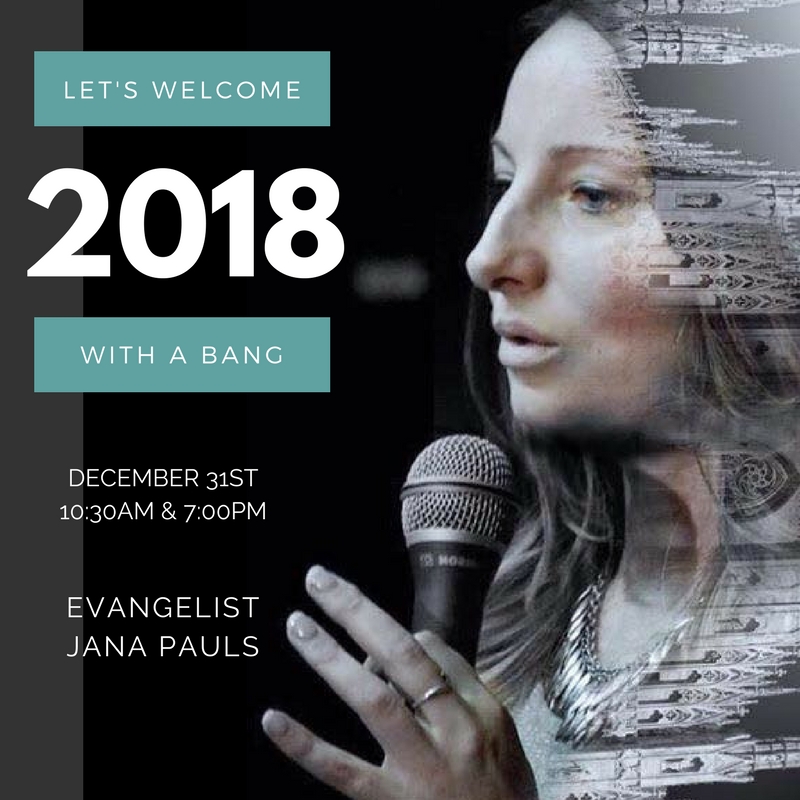 LET'S WELCOME
2018
WITH A BANG
DECEMBER 31ST
10:30AM & 7:00PM
EVANGELIST
JANA PAULS